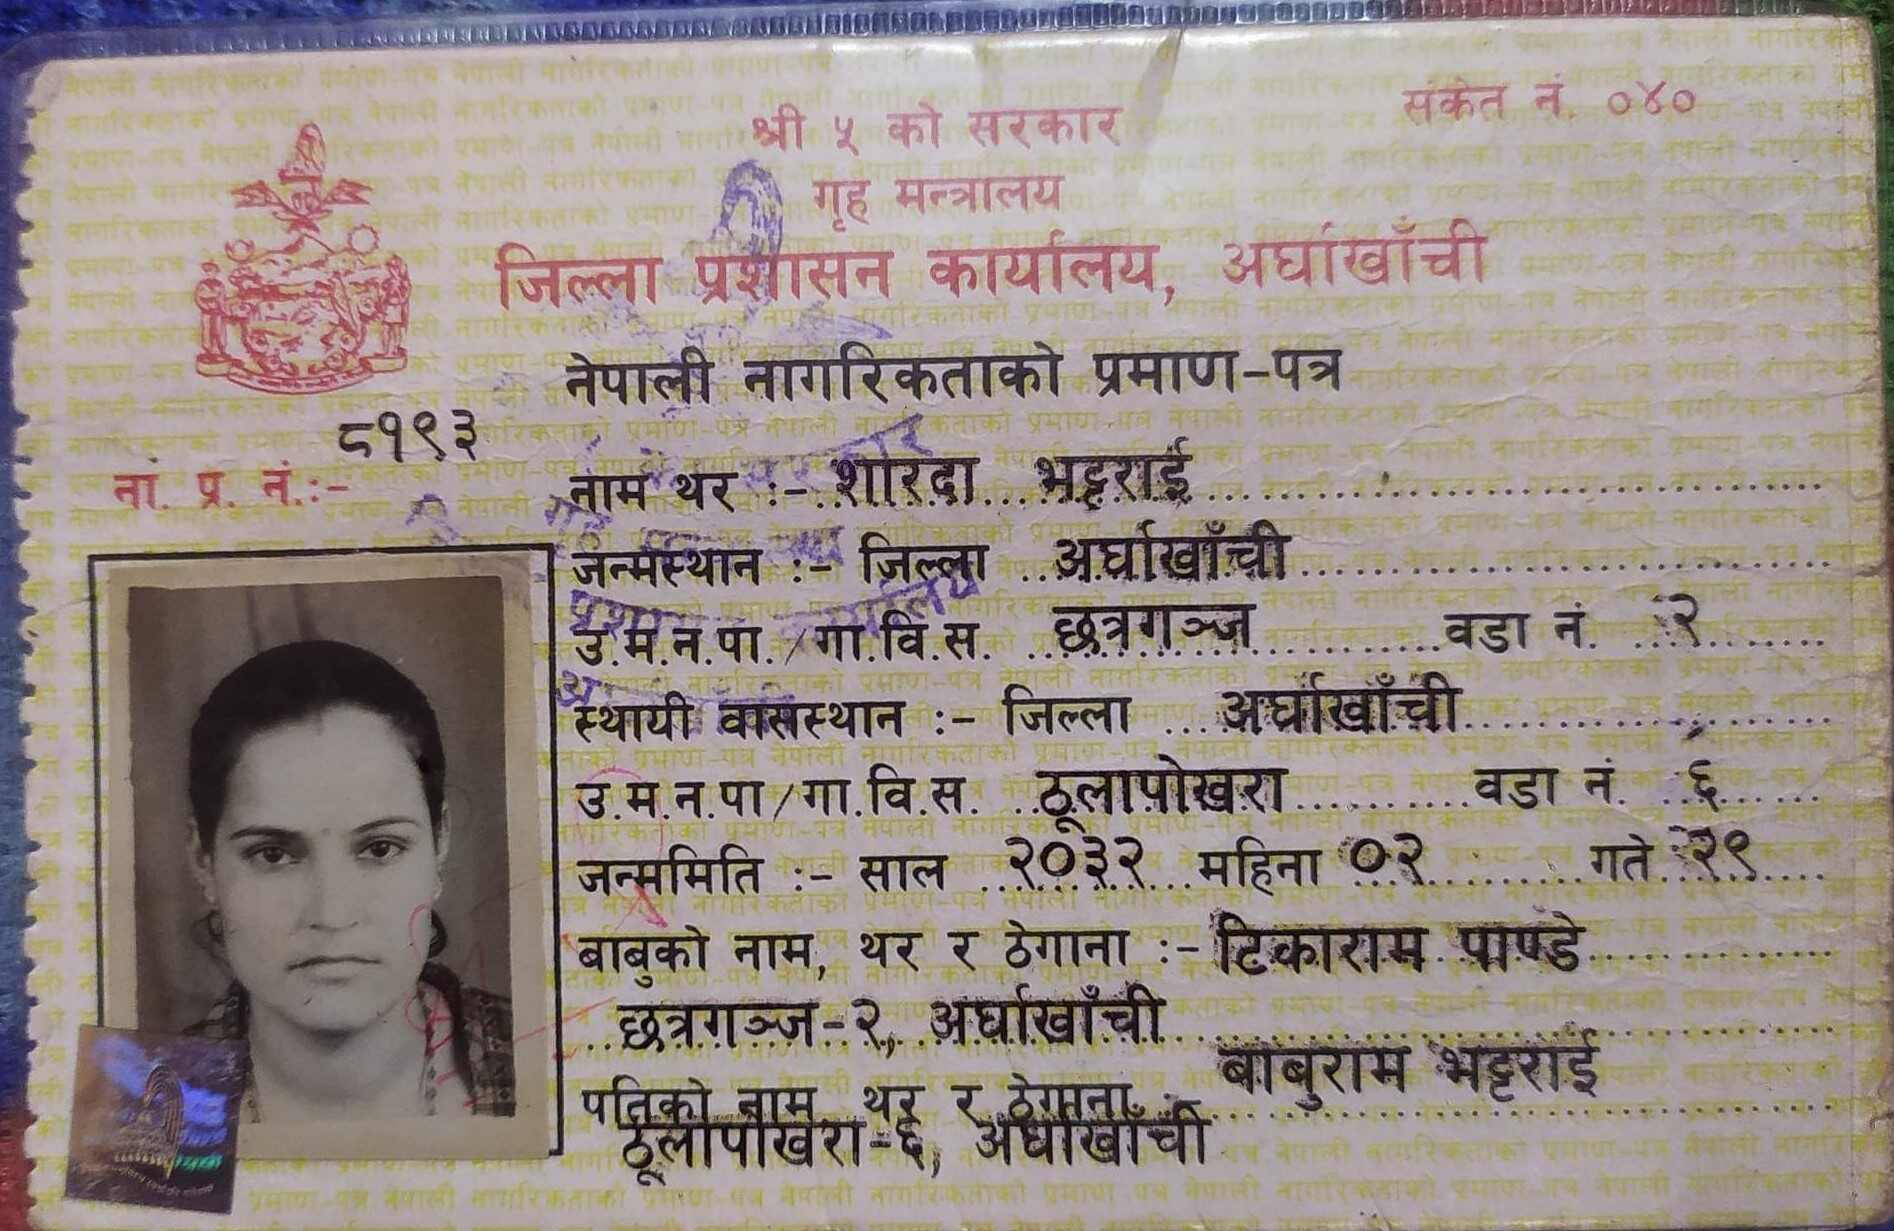 संकेत नं. ०४०
श्री ५ को सरकार
गृह मन्त्रालय
जिल्ला प्रशासन कार्यालय, अर्घाखाँची
नेपाली नागरिकताको प्रमाण-पत्र
८१९३
ना. प्र. नं.:-
नाम थर :- शारदा भट्टराई
जन्मस्थान :- जिल्ला अर्घाखाँची
उ.म.न.पा./गा.वि.स. छत्रगञ्ज वडा नं. २
स्थायी वासस्थान :- जिल्ला अर्घाखाँची
उ.म.न.पा/गा.वि.स. ठूलापोखरा वडा नं. ६
जन्ममिति :- साल २०३२ महिना ०२ गते २९
बाबुको नाम, थर र ठेगाना :- टिकाराम पाण्डे
छत्रगञ्ज-२, अर्घाखाँची
पतिको नाम, थर र ठेगाना :- बाबुराम भट्टराई
ठूलापोखरा-६, अर्घाखाँची